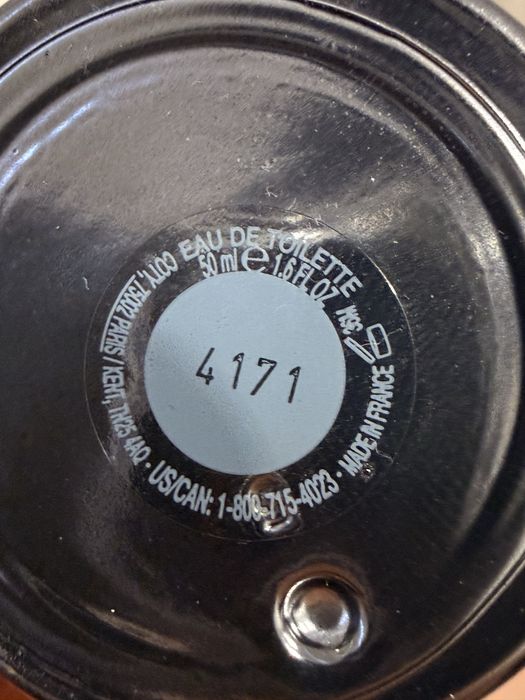 EAU DE TOILETTE
50 ml e 1.6 FL.OZ
COTY, 75002 PARIS / KENT, TN25 4AQ · US/CAN: 1-800-715-4023 · MADE IN FRANCE
4171